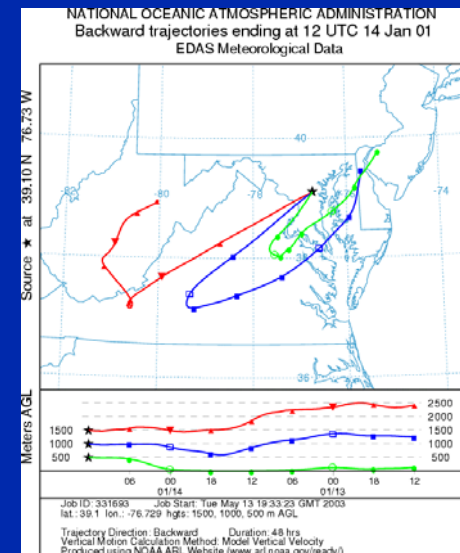 NATIONAL OCEANIC ATMOSPHERIC ADMINISTRATION
Backward trajectories ending at 12 UTC 14 Jan 01
EDAS Meteorological Data
Source ★ at 39.10 N 76.73 W
40
-82
-80
-78
-74
38
36
Meters AGL
1500
1000
500
2500
2000
1500
1000
500
06 00 18 12 06 00 18 12
01/14 01/13
Job ID: 331693 Job Start: Tue May 13 19:33:23 GMT 2003
lat.: 39.1 lon.: -76.729 hgts: 1500, 1000, 500 m AGL
Trajectory Direction: Backward Duration: 48 hrs
Vertical Motion Calculation Method: Model Vertical Velocity
Produced using NOAA ARL Website (www.arl.noaa.gov/ready/)